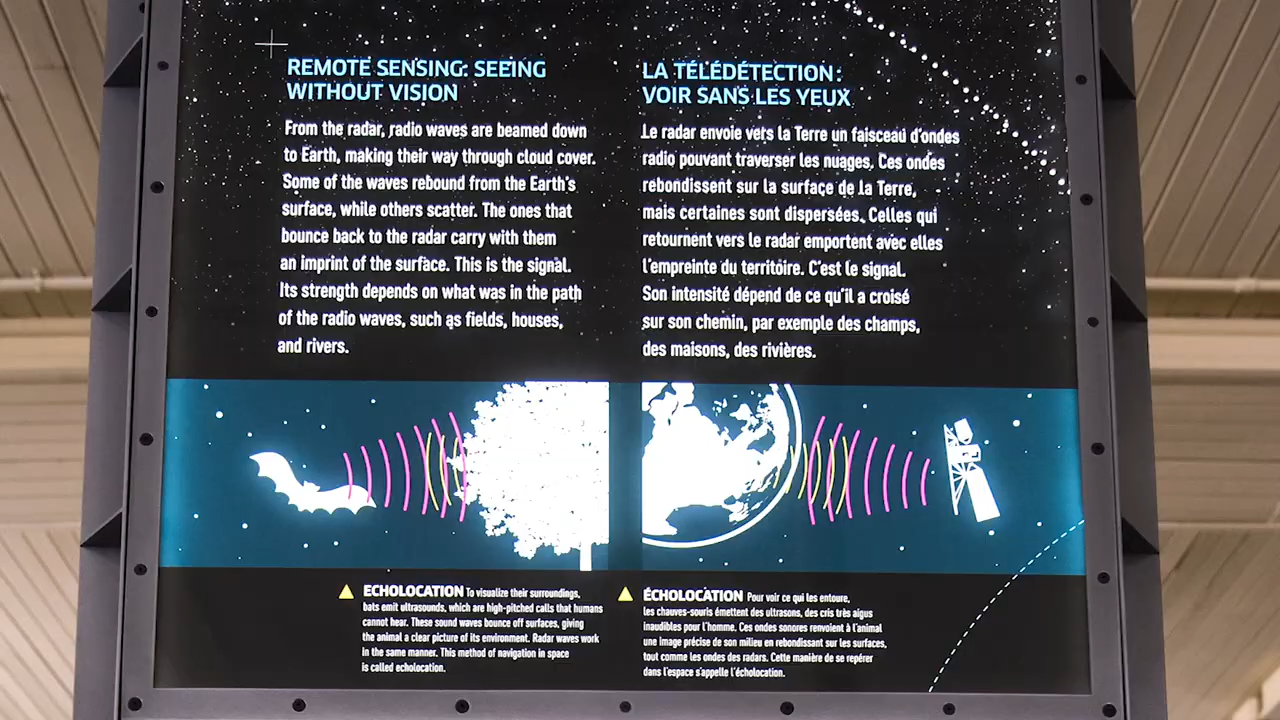 REMOTE SENSING: SEEING
WITHOUT VISION
From the radar, radio waves are beamed down
to Earth, making their way through cloud cover.
Some of the waves rebound from the Earth's
surface, while others scatter. The ones that
bounce back to the radar carry with them
an imprint of the surface. This is the signal.
Its strength depends on what was in the path
of the radio waves, such as fields, houses,
and rivers.
LA TÉLÉDÉTECTION :
VOIR SANS LES YEUX
Le radar envoie vers la Terre un faisceau d'ondes
radio pouvant traverser les nuages. Ces ondes
rebondissent sur la surface de la Terre,
mais certaines sont dispersées. Celles qui
retournent vers le radar emportent avec elles
l'empreinte du territoire. C'est le signal.
Son intensité dépend de ce qu'il a croisé
sur son chemin, par exemple des champs,
des maisons, des rivières.
ECHOLOCATION To visualize their surroundings,
bats emit ultrasounds, which are high-pitched calls that humans
cannot hear. These sound waves bounce off surfaces, giving
the animal a clear picture of its environment. Radar waves work
in the same manner. This method of navigation in space
is called echolocation.
ÉCHOLOCATION Pour voir ce qui les entoure,
les chauves-souris émettent des ultrasons, des cris très aigus
inaudibles pour l'homme. Ces ondes sonores renvoient à l'animal
une image précise de son milieu en rebondissant sur les surfaces,
tout comme les ondes des radars. Cette manière de se repérer
dans l'espace s'appelle l'écholocation.